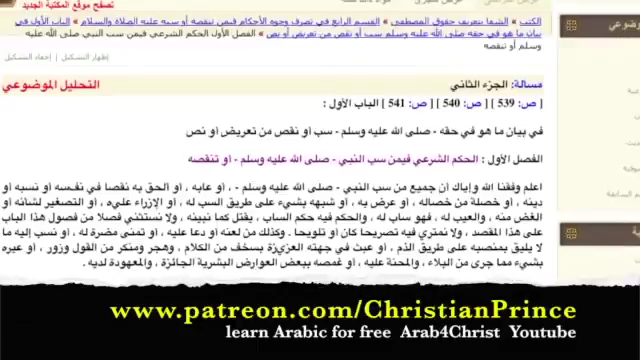 تصفح موقع المكتبة الجديد
الكتب » الشفا بتعريف حقوق المصطفى » القسم الرابع في تصرف وجوه الأحكام فيمن تنقصه أو سبه عليه الصلاة والسلام » الباب الأول في
بيان ما هو في حقه صلى الله عليه وسلم سب أو نقص من تعريض أو نص » الفصل الأول الحكم الشرعي فيمن سب النبي صلى الله عليه
وسلم أو تنقصه
إظهار التشكيل | إخفاء التشكيل
مسألة: الجزء الثاني
التحليل الموضوعي
[ ص: 539 ] [ ص: 540 ] [ ص: 541 ] الباب الأول :
في بيان ما هو في حقه - صلى الله عليه وسلم - سب أو نقص من تعريض أو نص
الفصل الأول : الحكم الشرعي فيمن سب النبي - صلى الله عليه وسلم - أو تنقصه
اعلم وفقنا الله وإياك أن جميع من سب النبي - صلى الله عليه وسلم - ، أو عابه ، أو ألحق به نقصا في نفسه أو نسبه أو
دينه ، أو خصلة من خصاله ، أو عرض به ، أو شبهه بشيء على طريق السب له ، أو الإزراء عليه ، أو التصغير لشأنه أو
الغض منه ، والعيب له ، فهو ساب له ، والحكم فيه حكم الساب ، يقتل كما نبينه ، ولا نستثني فصلا من فصول هذا الباب
على هذا المقصد ، ولا نمتري فيه تصريحا كان أو تلويحا . وكذلك من لعنه أو دعا عليه ، أو تمنى مضرة له ، أو نسب إليه ما
لا يليق بمنصبه على طريق الذم ، أو عبث في جهته العزيزة بسخف من الكلام ، وهجر ومنكر من القول وزور ، أو عيره
بشيء مما جرى من البلاء ، والمحنة عليه ، أو غمصه ببعض العوارض البشرية الجائزة ، والمعهودة لديه .
www.patreon.com/ChristianPrince
learn Arabic for free Arab4Christ Youtube